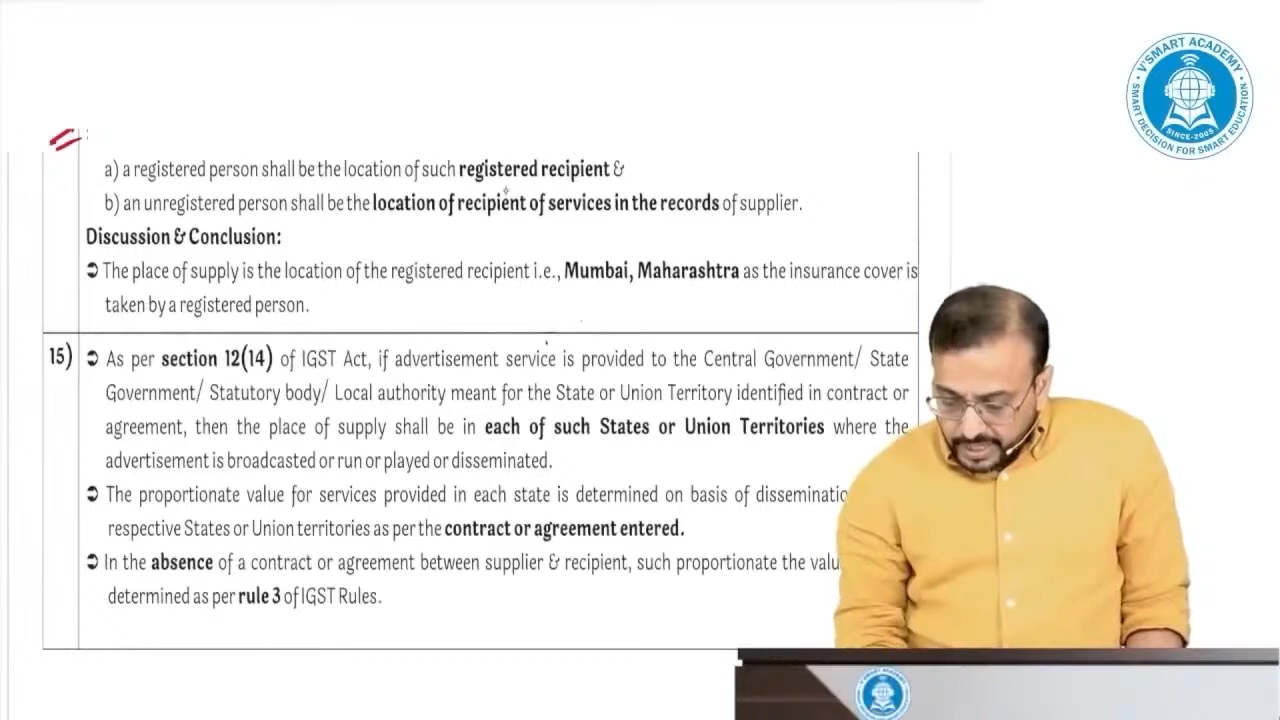 a) a registered person shall be the location of such registered recipient &
b) an unregistered person shall be the location of recipient of services in the records of supplier.
Discussion & Conclusion:
➲ The place of supply is the location of the registered recipient i.e., Mumbai, Maharashtra as the insurance cover is
taken by a registered person.
15) ➲ As per section 12(14) of IGST Act, if advertisement service is provided to the Central Government/ State
Government/ Statutory body/ Local authority meant for the State or Union Territory identified in contract or
agreement, then the place of supply shall be in each of such States or Union Territories where the
advertisement is broadcasted or run or played or disseminated.
➲ The proportionate value for services provided in each state is determined on basis of
respective States or Union territories as per the contract or agreement entered.
➲ In the absence of a contract or agreement between supplier & recipient, such proportionate the
determined as per rule 3 of IGST Rules.
V'SMART ACADEMY
SINCE-2005
SMART DECISION FOR SMART EDUCATION